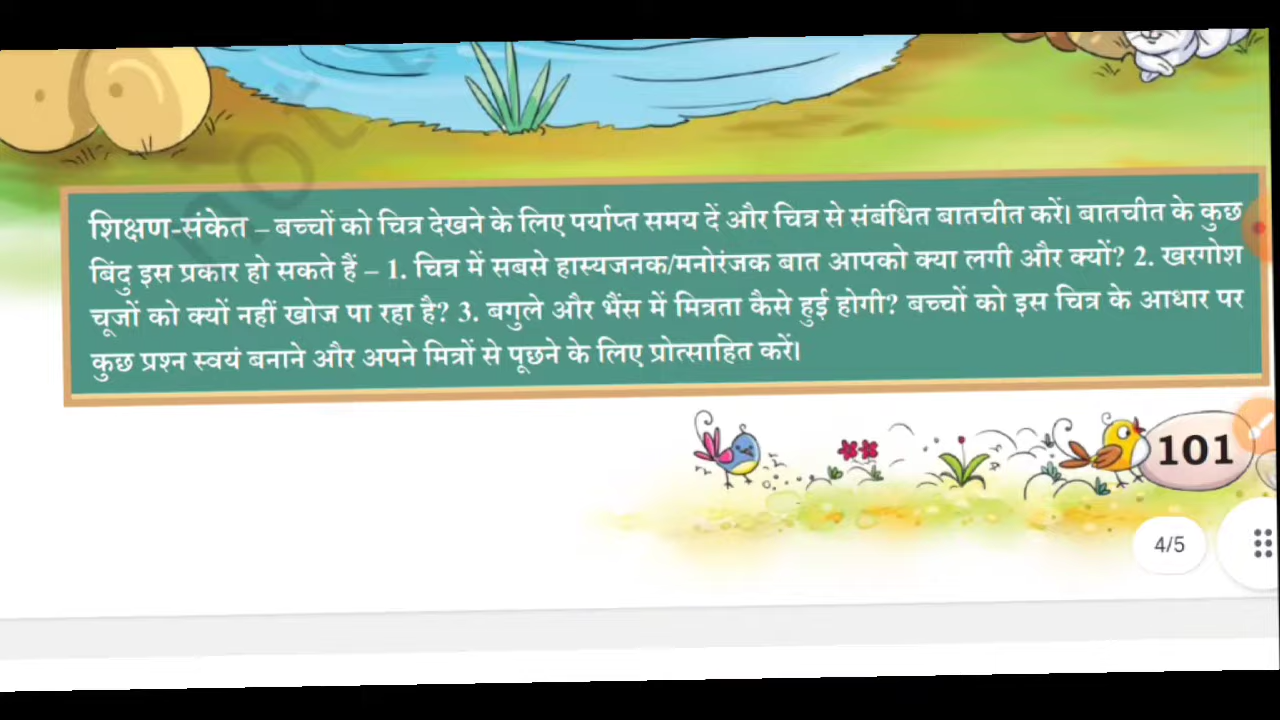 शिक्षण-संकेत – बच्चों को चित्र देखने के लिए पर्याप्त समय दें और चित्र से संबंधित बातचीत करें। बातचीत के कुछ
बिंदु इस प्रकार हो सकते हैं – 1. चित्र में सबसे हास्यजनक/मनोरंजक बात आपको क्या लगी और क्यों? 2. खरगोश
चूजों को क्यों नहीं खोज पा रहा है? 3. बगुले और भैंस में मित्रता कैसे हुई होगी? बच्चों को इस चित्र के आधार पर
कुछ प्रश्न स्वयं बनाने और अपने मित्रों से पूछने के लिए प्रोत्साहित करें।
101
4/5